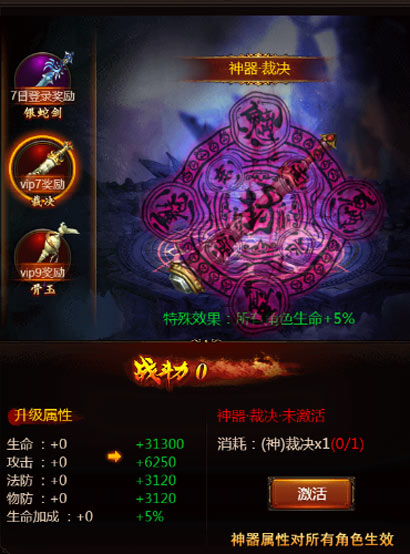 神器·裁决
7日登录奖励
银蛇剑
vip7奖励
裁决
vip9奖励
骨玉
封
特殊效果：所有角色生命+5%
战斗力 0
升级属性
生命：+0 +31300
攻击：+0 +6250
法防：+0 +3120
物防：+0 +3120
生命加成：+0 +5%
神器·裁决·未激活
消耗：(神)裁决x1(0/1)
激活
神器属性对所有角色生效